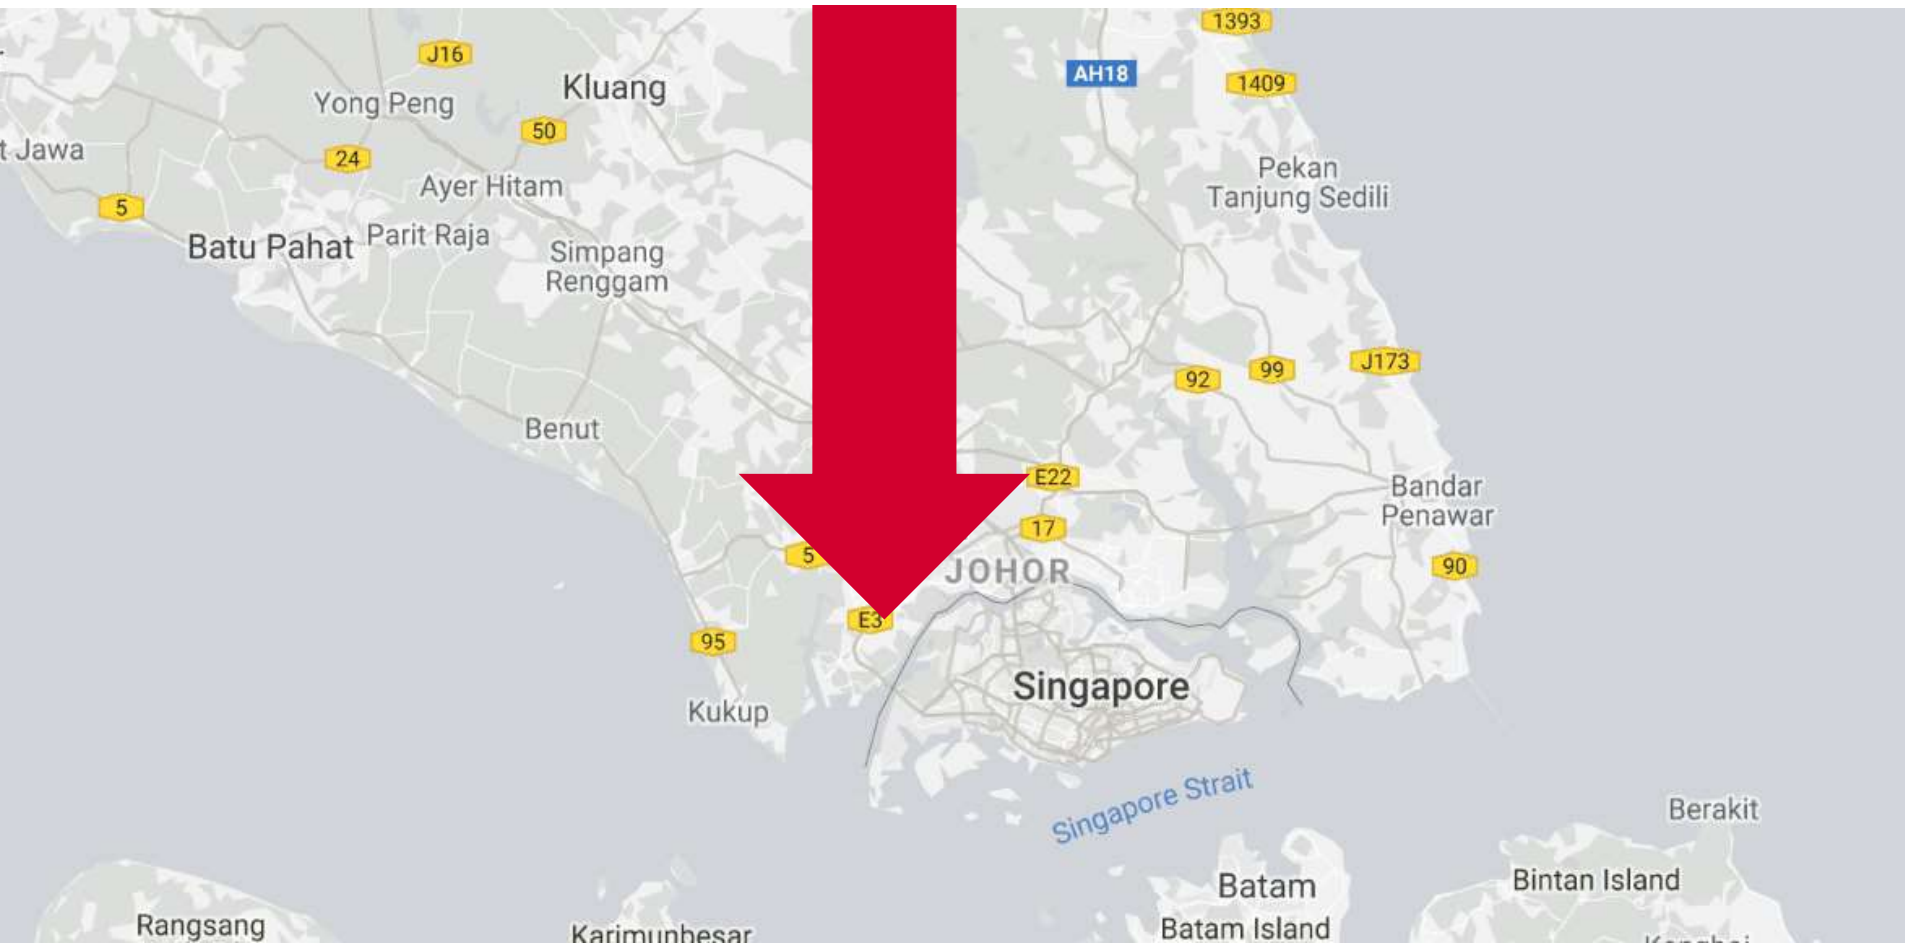 1393
J16
AH18
Kluang
1409
Yong Peng
50
t Jawa
24
Pekan
Tanjung Sedili
Ayer Hitam
5
Parit Raja
Batu Pahat
Simpang
Renggam
J173
99
92
Benut
E22
Bandar
Penawar
17
5
JOHOR
90
E3
95
Singapore
Kukup
Singapore Strait
Berakit
Bintan Island
Batam
Rangsang
Batam Island
Karimunbesar